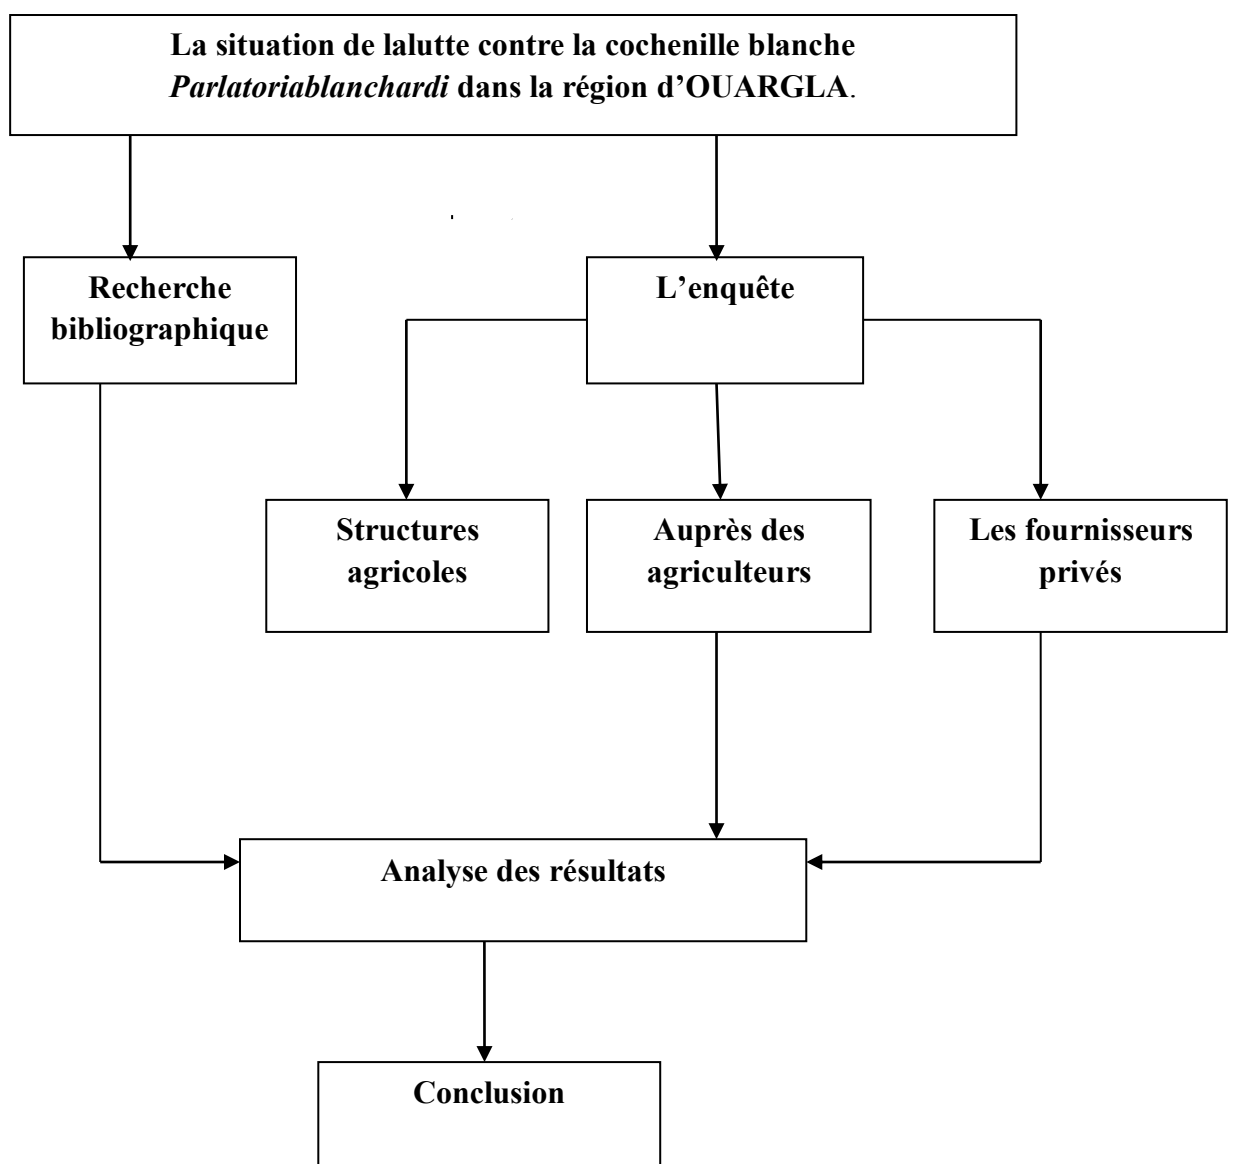 La situation de lalutte contre la cochenille blanche
Parlatoriablanchardi dans la région d’OUARGLA.
Recherche
bibliographique
L’enquête
Structures
agricoles
Auprès des
agriculteurs
Les fournisseurs
privés
Analyse des résultats
Conclusion